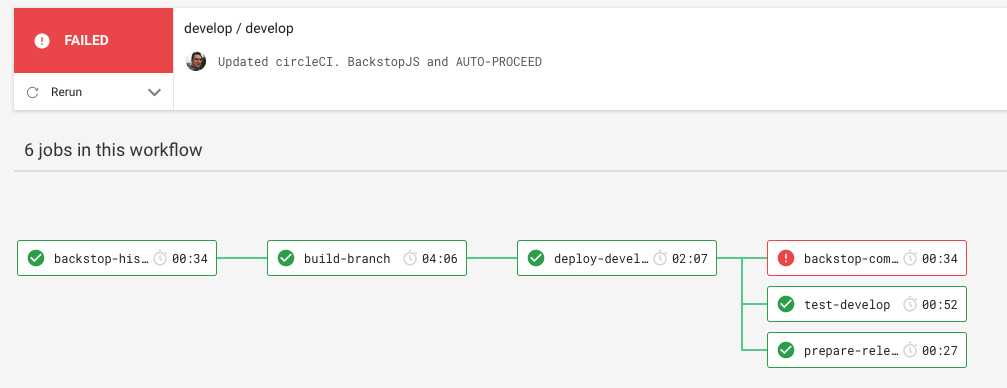 FAILED
develop / develop
Updated circleCI. BackstopJS and AUTO-PROCEED
Rerun
6 jobs in this workflow
backstop-his… 00:34
build-branch 04:06
deploy-devel… 02:07
backstop-com… 00:34
test-develop 00:52
prepare-rele… 00:27